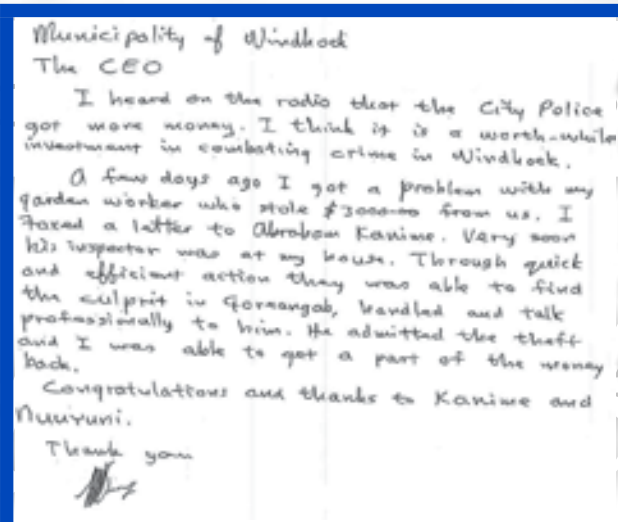 Municipality of Windhoek
The CEO
I heard on the radio that the City Police
got more money. I think it is a worth-while
investment in combating crime in Windhoek.
A few days ago I got a problem with my
garden worker who stole $3000-00 from us. I
faxed a letter to Abraham Kanime. Very soon
his inspector was at my house. Through quick
and efficient action they was able to find
the culprit in Goreangab, handled and talk
professionally to him. He admitted the theft
and I was able to get a part of the money
back.
Congratulations and thanks to Kanime and
Nuuyuni.
Thank you